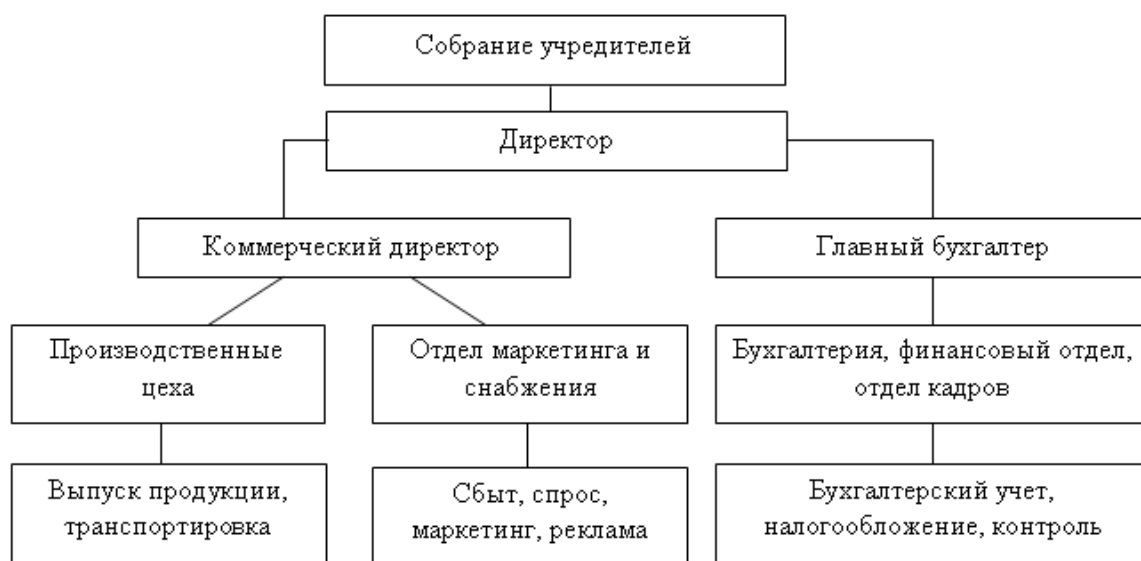 Собрание учредителей
Директор
Коммерческий директор
Главный бухгалтер
Производственные
цеха
Отдел маркетинга и
снабжения
Бухгалтерия, финансовый отдел,
отдел кадров
Выпуск продукции,
транспортировка
Сбыт, спрос,
маркетинг, реклама
Бухгалтерский учет,
налогообложение, контроль